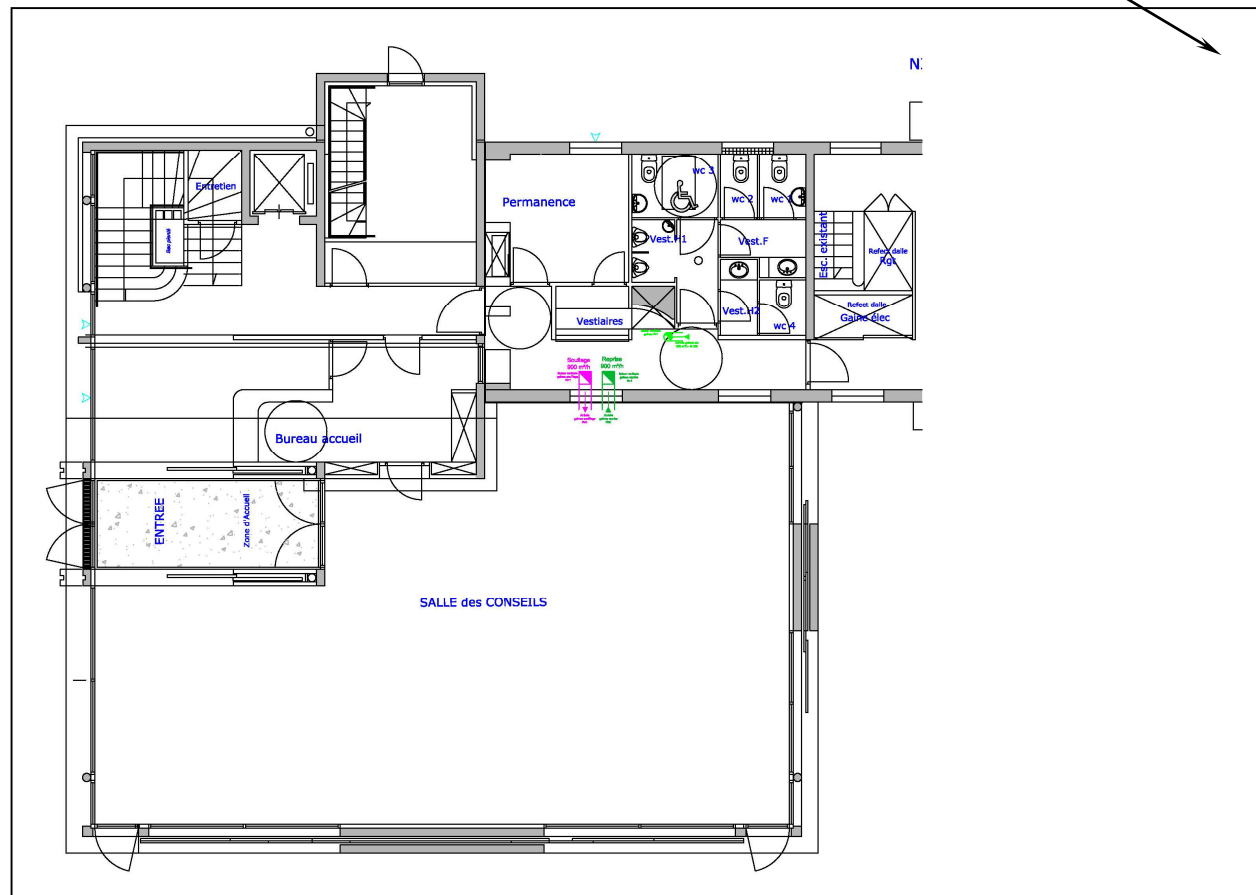 N:
Entretien
Bac planté
Permanence
wc 3
wc 2
wc 1
Vest.H1
Vest.F
Esc. existant
Refect dalle
Rgt
Vest.H2
wc 4
Refect dalle
Gaine élec
Vestiaires
Soufflage
900 m³/h
Reprise
900 m³/h
Bureau accueil
ENTREE
Zone d'Accueil
SALLE des CONSEILS